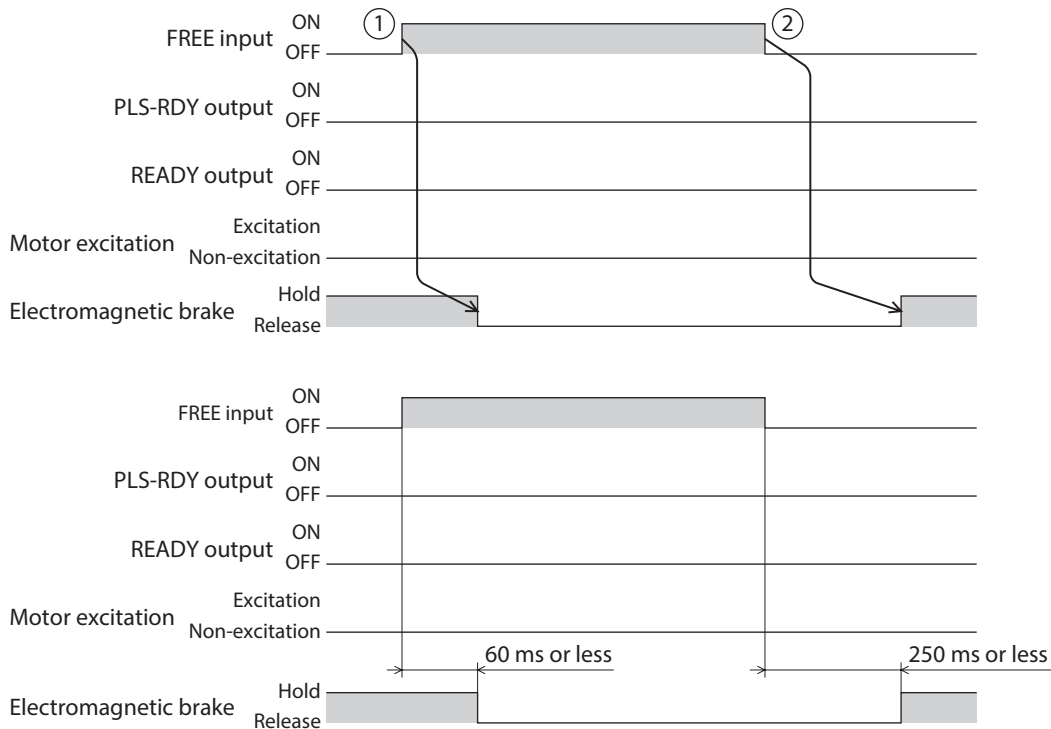 ON
FREE input
OFF
1
2
ON
PLS-RDY output
OFF
ON
READY output
OFF
Excitation
Motor excitation
Non-excitation
Hold
Electromagnetic brake
Release
ON
FREE input
OFF
ON
PLS-RDY output
OFF
ON
READY output
OFF
Excitation
Motor excitation
Non-excitation
60 ms or less
250 ms or less
Hold
Electromagnetic brake
Release